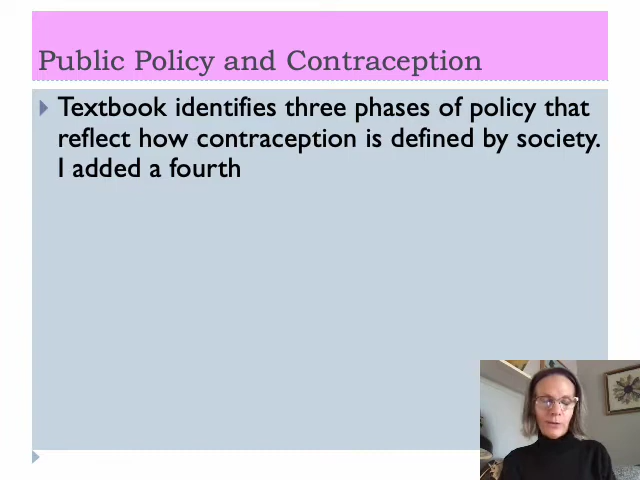 Public Policy and Contraception
Textbook identifies three phases of policy that
reflect how contraception is defined by society.
I added a fourth